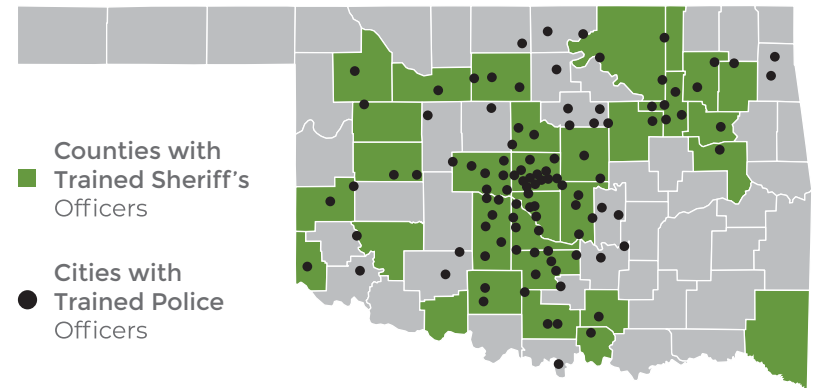 Counties with
Trained Sheriff's
Officers
Cities with
Trained Police
Officers